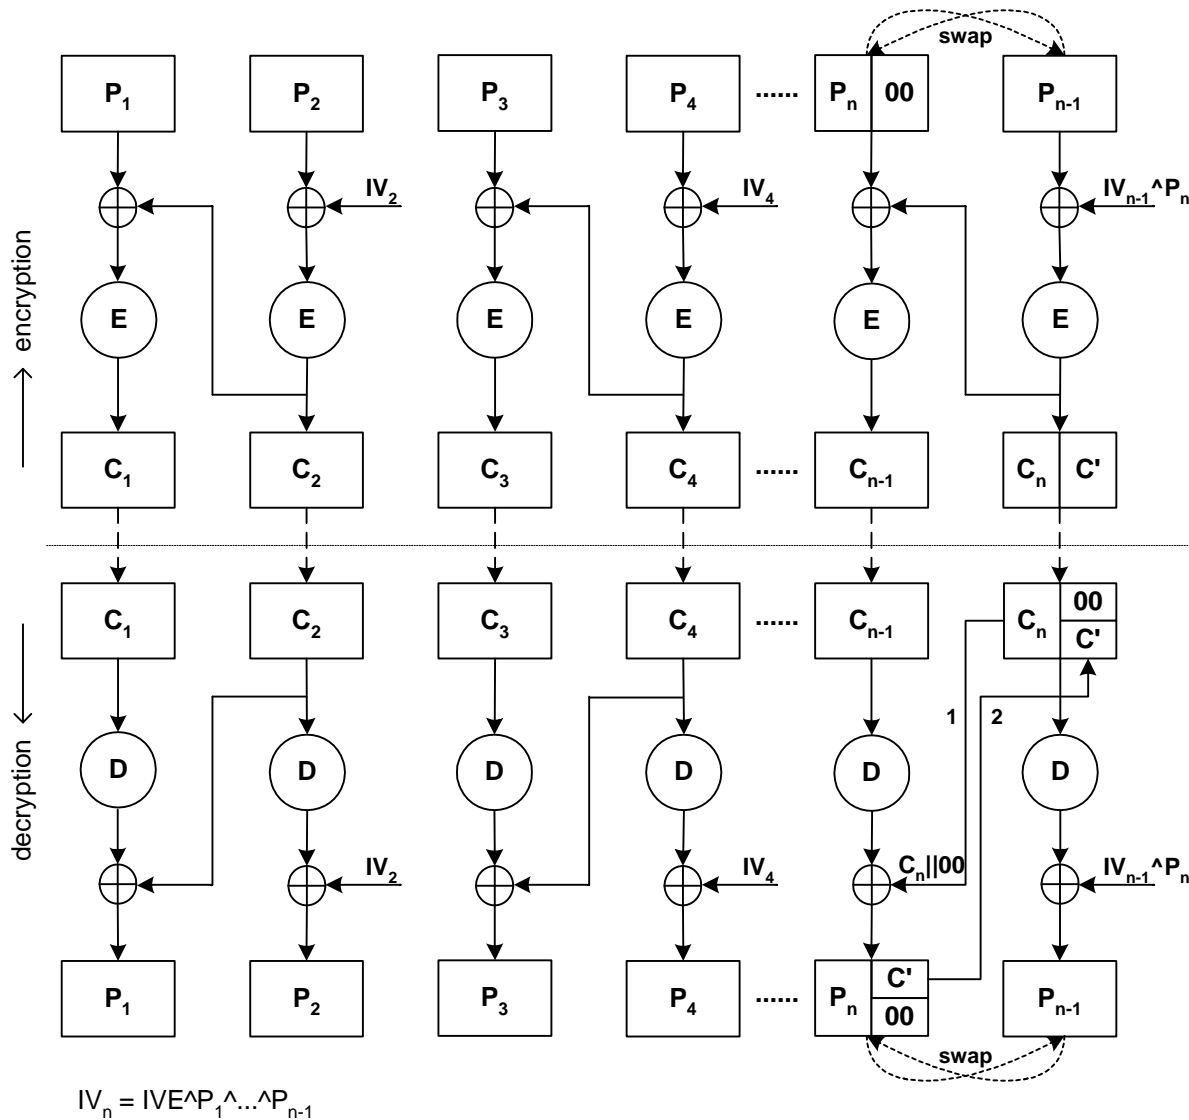 swap
P₁ P₂ P₃ P₄ ...... Pₙ 00 Pₙ₋₁
IV₂ IV₄ IVₙ₋₁^Pₙ
encryption
E E E E E E
C₁ C₂ C₃ C₄ ...... Cₙ₋₁ Cₙ C'
C₁ C₂ C₃ C₄ ...... Cₙ₋₁ Cₙ 00
C'
1 2
decryption
D D D D D D
IV₂ IV₄ Cₙ||00 IVₙ₋₁^Pₙ
P₁ P₂ P₃ P₄ ...... Pₙ C' Pₙ₋₁
00
swap
IVₙ = IVE^P₁^...^Pₙ₋₁